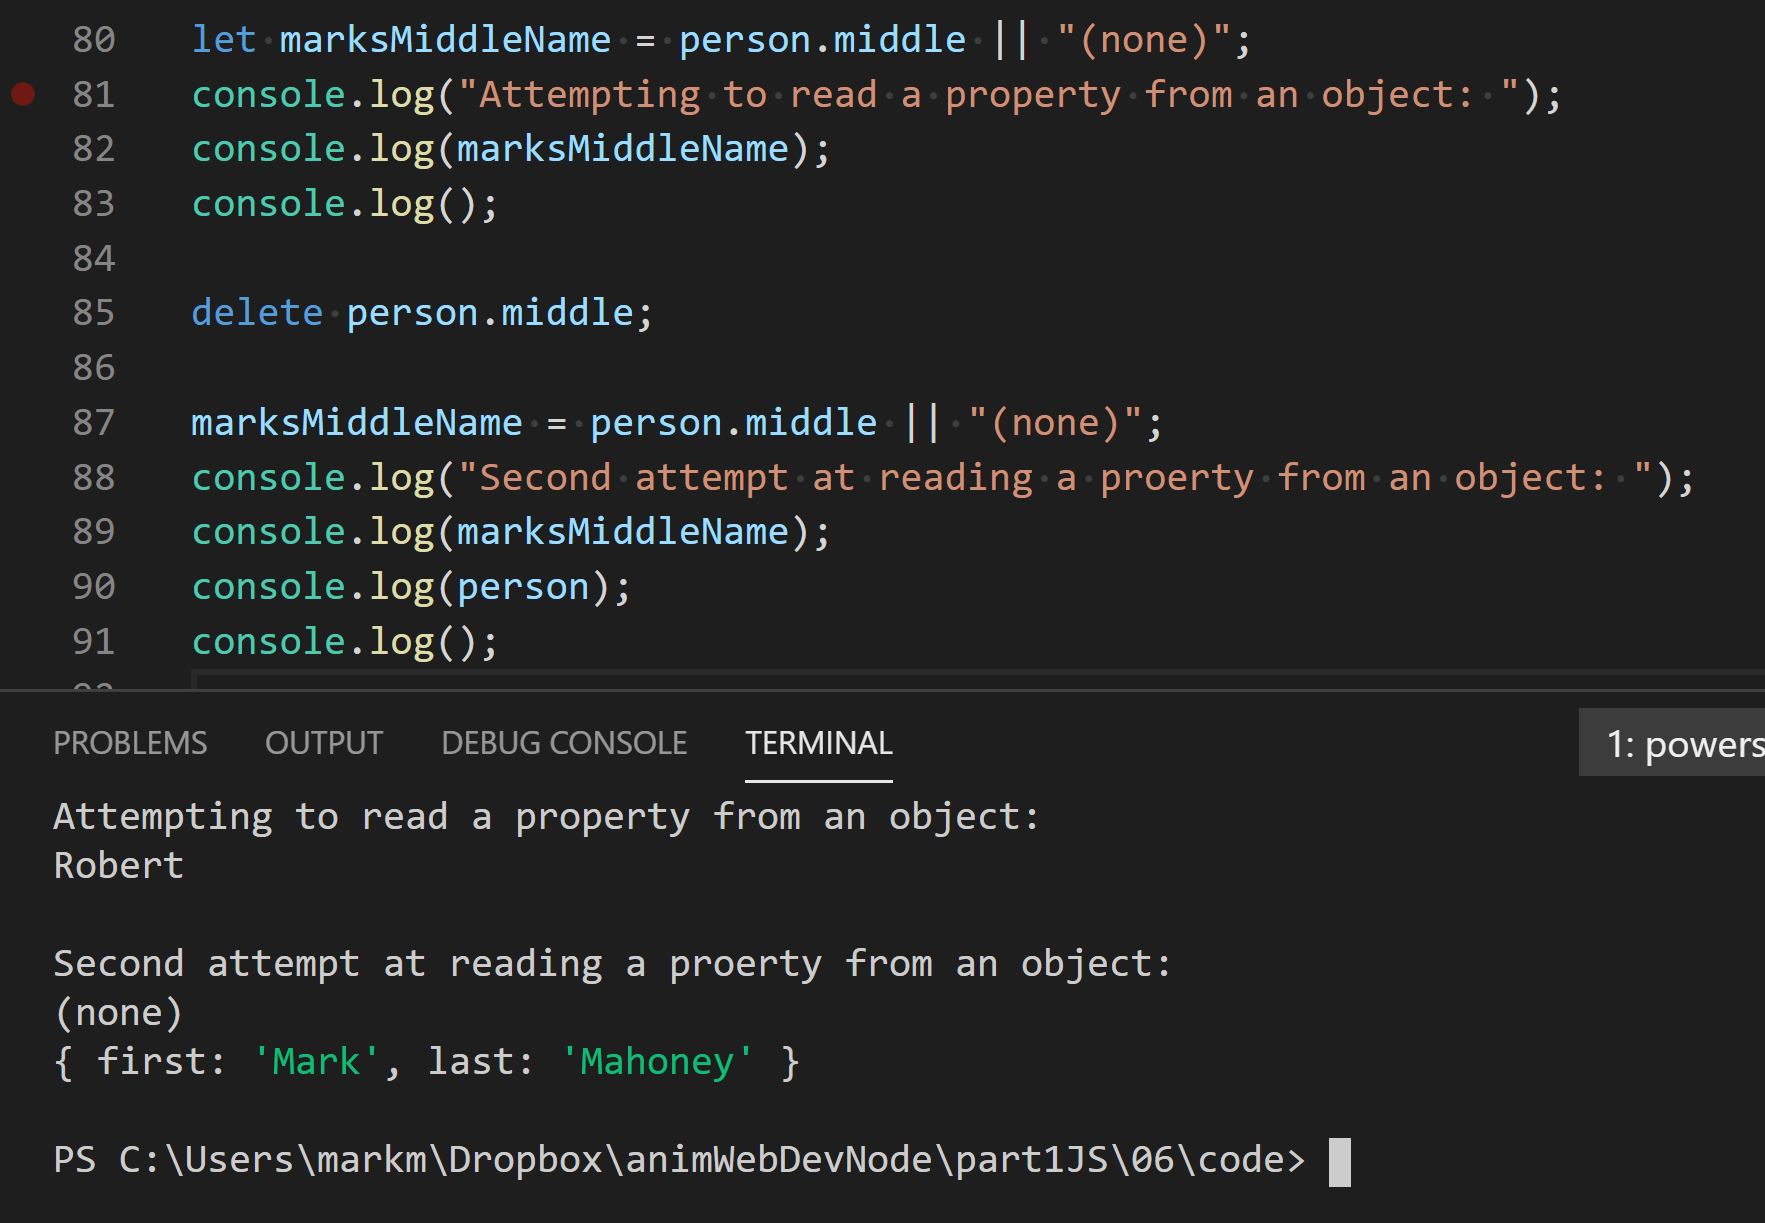 80 let marksMiddleName = person.middle || "(none)";
81 console.log("Attempting to read a property from an object: ");
82 console.log(marksMiddleName);
83 console.log();
84
85 delete person.middle;
86
87 marksMiddleName = person.middle || "(none)";
88 console.log("Second attempt at reading a proerty from an object: ");
89 console.log(marksMiddleName);
90 console.log(person);
91 console.log();
PROBLEMS OUTPUT DEBUG CONSOLE TERMINAL 1: powers
Attempting to read a property from an object:
Robert
Second attempt at reading a proerty from an object:
(none)
{ first: 'Mark', last: 'Mahoney' }
PS C:\Users\markm\Dropbox\animWebDevNode\part1JS\06\code>